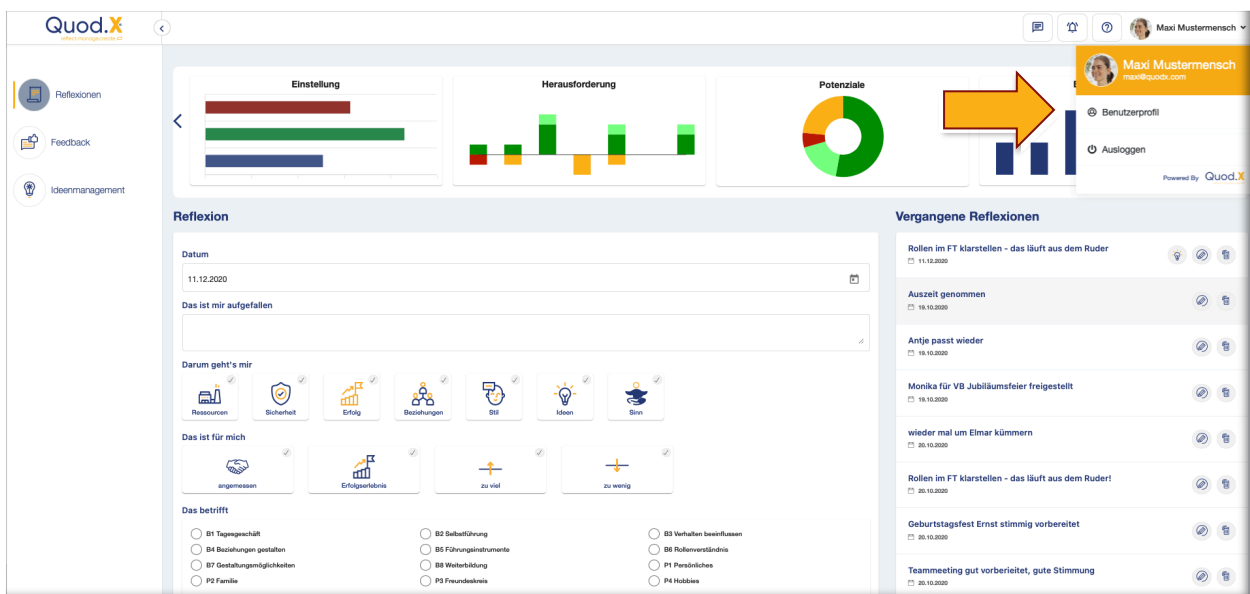 Quod.X
Maxi Mustermensch
Maxi Mustermensch
maxi@quodx.com
Benutzerprofil
Ausloggen
Powered By Quod.X
Reflexionen
Feedback
Ideenmanagement
Einstellung
Herausforderung
Potenziale
Reflexion
Datum
11.12.2020
Das ist mir aufgefallen
Darum geht's mir
Ressourcen Sicherheit Erfolg Beziehungen Stil Ideen Sinn
Das ist für mich
angemessen Erfolgserlebnis zu viel zu wenig
Das betrifft
B1 Tagesgeschäft B2 Selbstführung B3 Verhalten beeinflussen
B4 Beziehungen gestalten B5 Führungsinstrumente B6 Rollenverständnis
B7 Gestaltungsmöglichkeiten B8 Weiterbildung P1 Persönliches
P2 Familie P3 Freundeskreis P4 Hobbies
Vergangene Reflexionen
Rollen im FT klarstellen - das läuft aus dem Ruder
11.12.2020
Auszeit genommen
19.10.2020
Antje passt wieder
19.10.2020
Monika für VB Jubiläumsfeier freigestellt
19.10.2020
wieder mal um Elmar kümmern
20.10.2020
Rollen im FT klarstellen - das läuft aus dem Ruder!
20.10.2020
Geburtstagsfest Ernst stimmig vorbereitet
20.10.2020
Teammeeting gut vorberieitet, gute Stimmung
20.10.2020